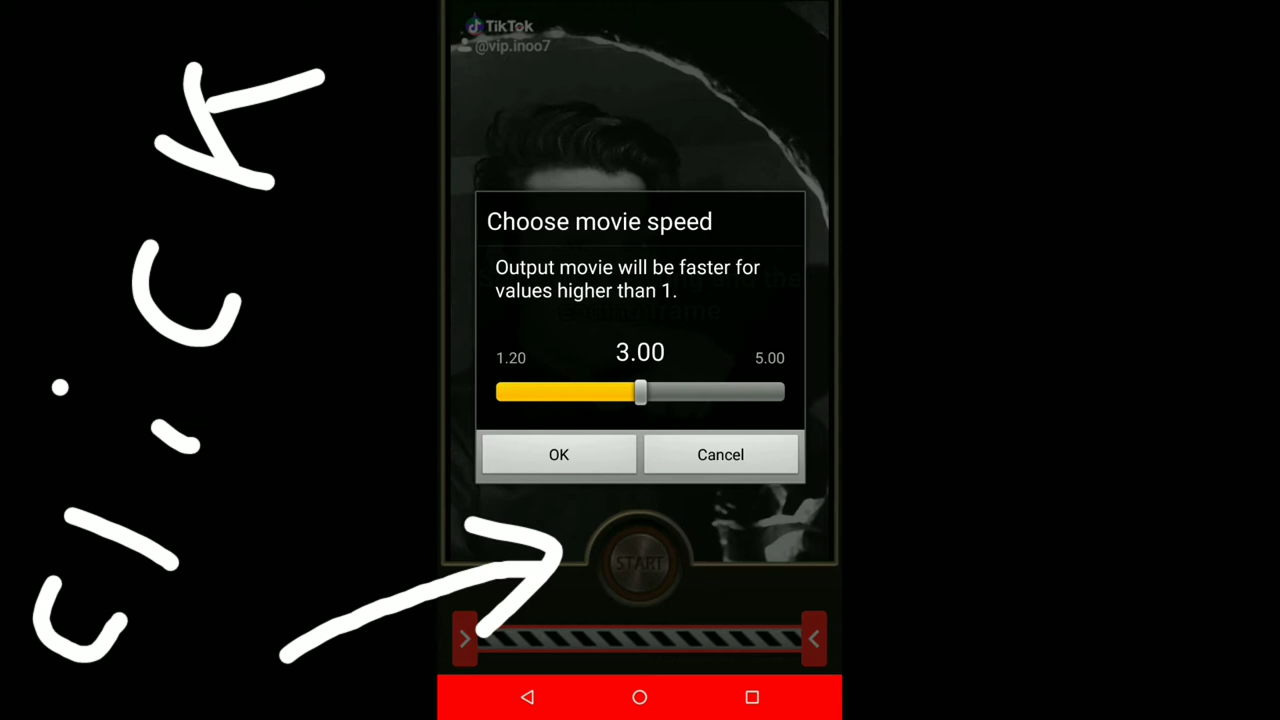 click
TikTok
@vip.inoo7
Choose movie speed
Output movie will be faster for
values higher than 1.
1.20 3.00 5.00
OK Cancel
START